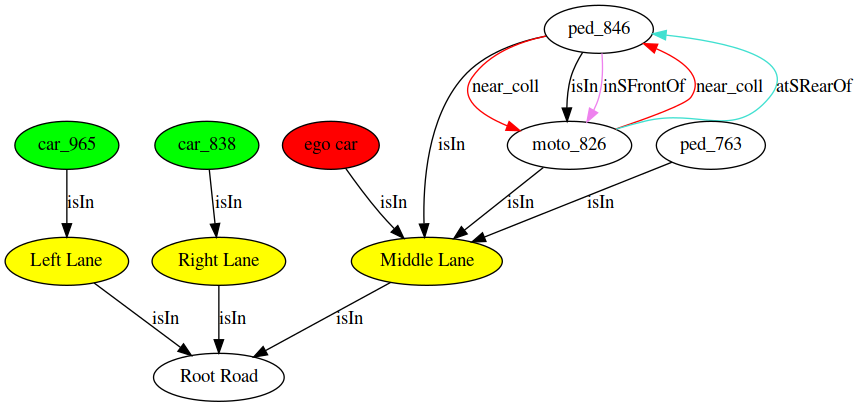 ped_846
near_coll
isIn
inSFrontOf
near_coll
atSRearOf
car_965
car_838
ego car
isIn
moto_826
ped_763
isIn
isIn
isIn
isIn
isIn
Left Lane
Right Lane
Middle Lane
isIn
isIn
isIn
Root Road